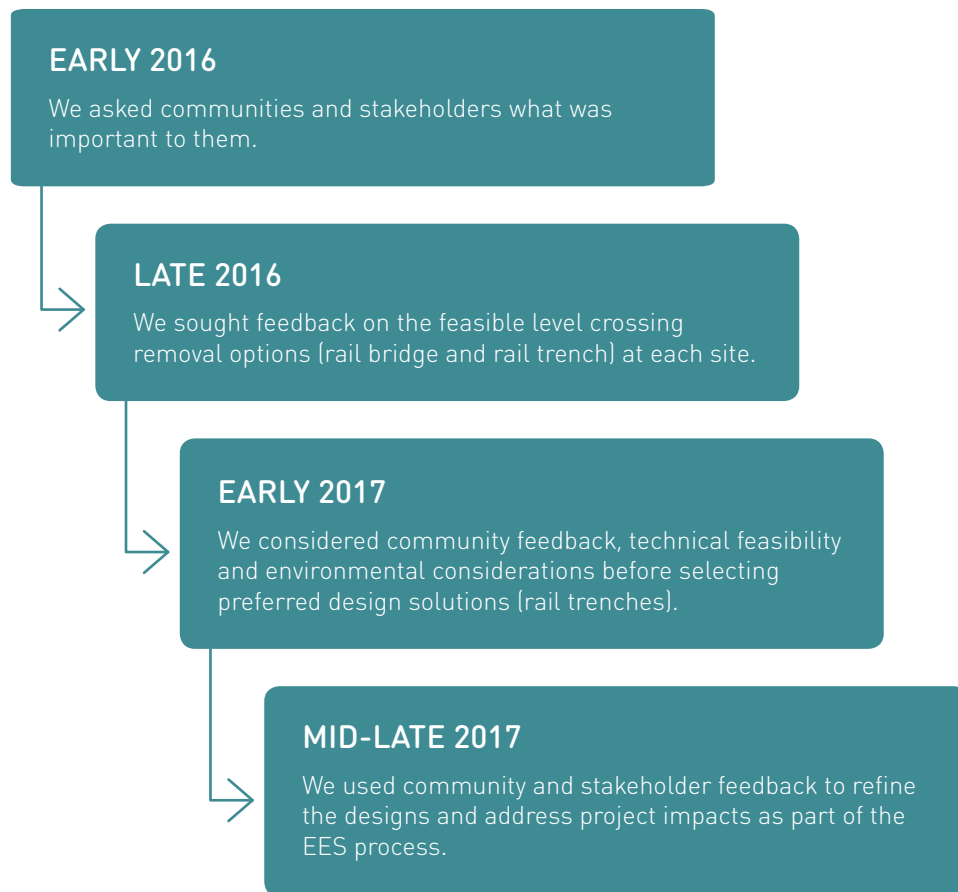 EARLY 2016
We asked communities and stakeholders what was
important to them.
LATE 2016
We sought feedback on the feasible level crossing
removal options (rail bridge and rail trench) at each site.
EARLY 2017
We considered community feedback, technical feasibility
and environmental considerations before selecting
preferred design solutions (rail trenches).
MID-LATE 2017
We used community and stakeholder feedback to refine
the designs and address project impacts as part of the
EES process.